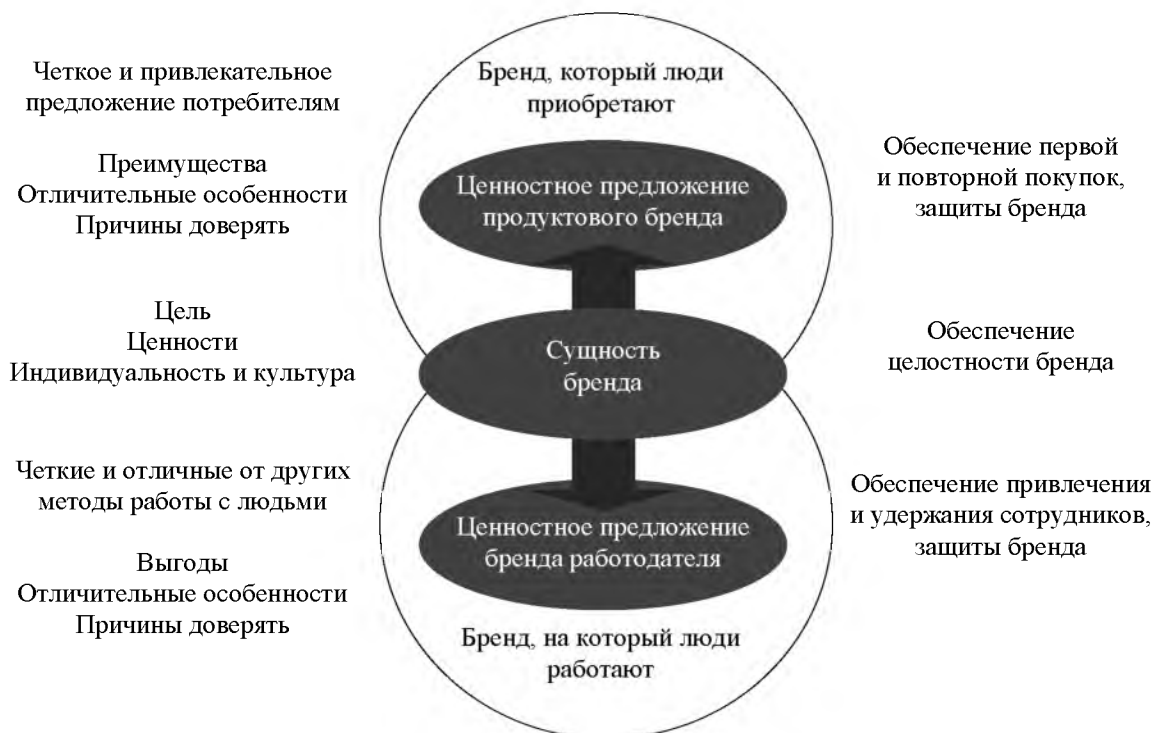 Четкое и привлекательное
предложение потребителям
Преимущества
Отличительные особенности
Причины доверять
Цель
Ценности
Индивидуальность и культура
Четкие и отличные от других
методы работы с людьми
Выгоды
Отличительные особенности
Причины доверять
Бренд, который люди
приобретают
Ценностное предложение
продуктового бренда
Сущность
бренда
Ценностное предложение
бренда работодателя
Бренд, на который люди
работают
Обеспечение первой
и повторной покупок,
защиты бренда
Обеспечение
целостности бренда
Обеспечение привлечения
и удержания сотрудников,
защиты бренда